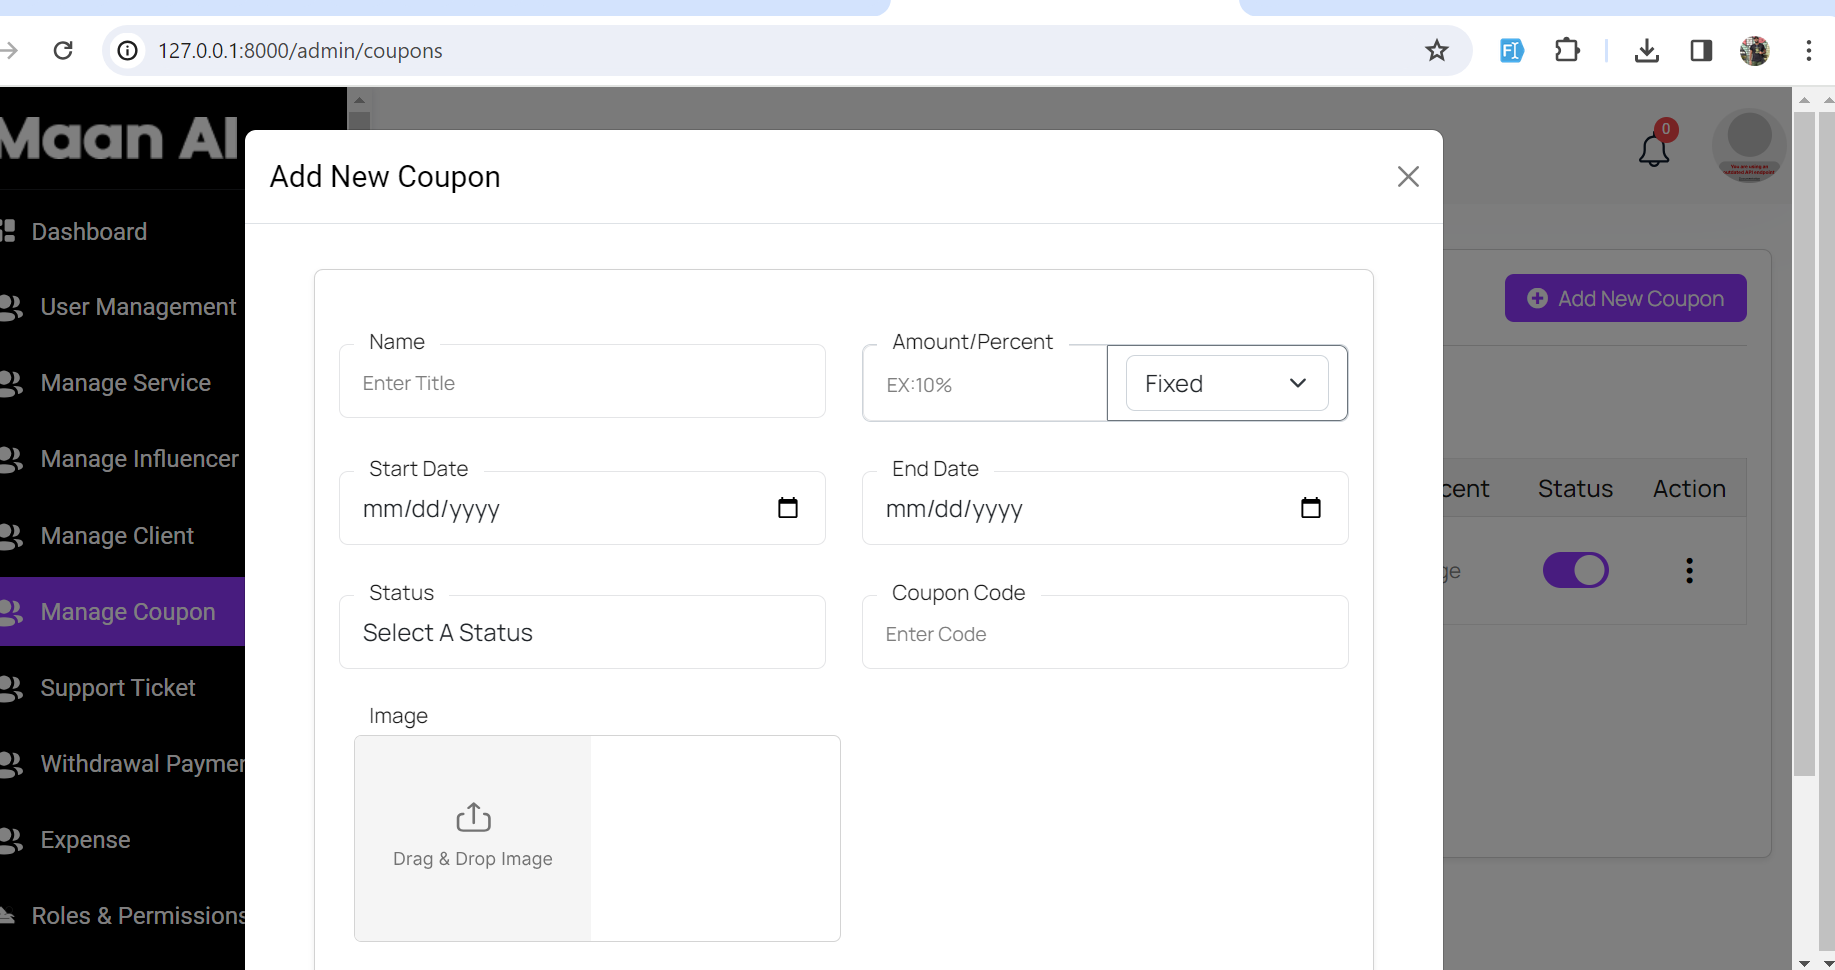 127.0.0.1:8000/admin/coupons
Maan AI
0
Add New Coupon
Dashboard
User Management
Manage Service
Manage Influencer
Manage Client
Manage Coupon
Support Ticket
Withdrawal Paymen
Expense
Roles & Permissions
Add New Coupon
Name
Enter Title
Amount/Percent
EX:10%
Fixed
Start Date
mm/dd/yyyy
End Date
mm/dd/yyyy
Status
Select A Status
Coupon Code
Enter Code
Image
Drag & Drop Image
cent Status Action
ge